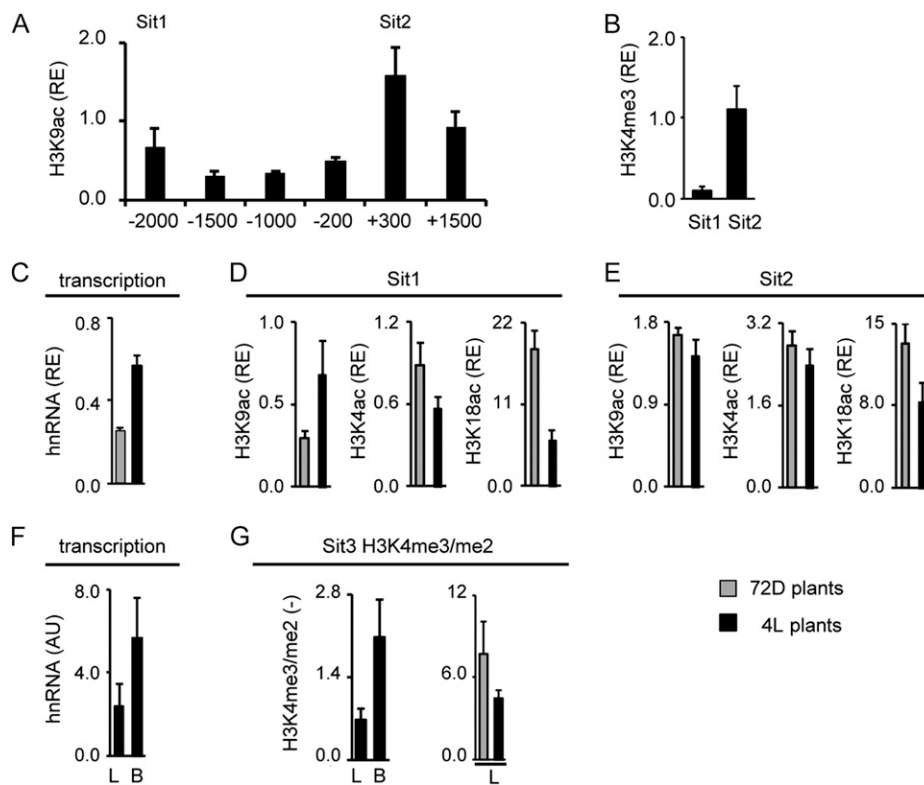 A
Sit1
Sit2
H3K9ac (RE)
2.0
1.0
0.0
-2000 -1500 -1000 -200 +300 +1500
B
H3K4me3 (RE)
2.0
1.0
0.0
Sit1 Sit2
C
transcription
hnRNA (RE)
0.8
0.4
0.0
D
Sit1
H3K9ac (RE)
1.0
0.5
0.0
H3K4ac (RE)
1.2
0.6
0.0
H3K18ac (RE)
22
11
0.0
E
Sit2
H3K9ac (RE)
1.8
0.9
0.0
H3K4ac (RE)
3.2
1.6
0.0
H3K18ac (RE)
15
8.0
0.0
F
transcription
hnRNA (AU)
8.0
4.0
0.0
L B
G
Sit3 H3K4me3/me2
H3K4me3/me2 (-)
2.8
1.4
0.0
L B
12
6.0
0.0
L
72D plants
4L plants